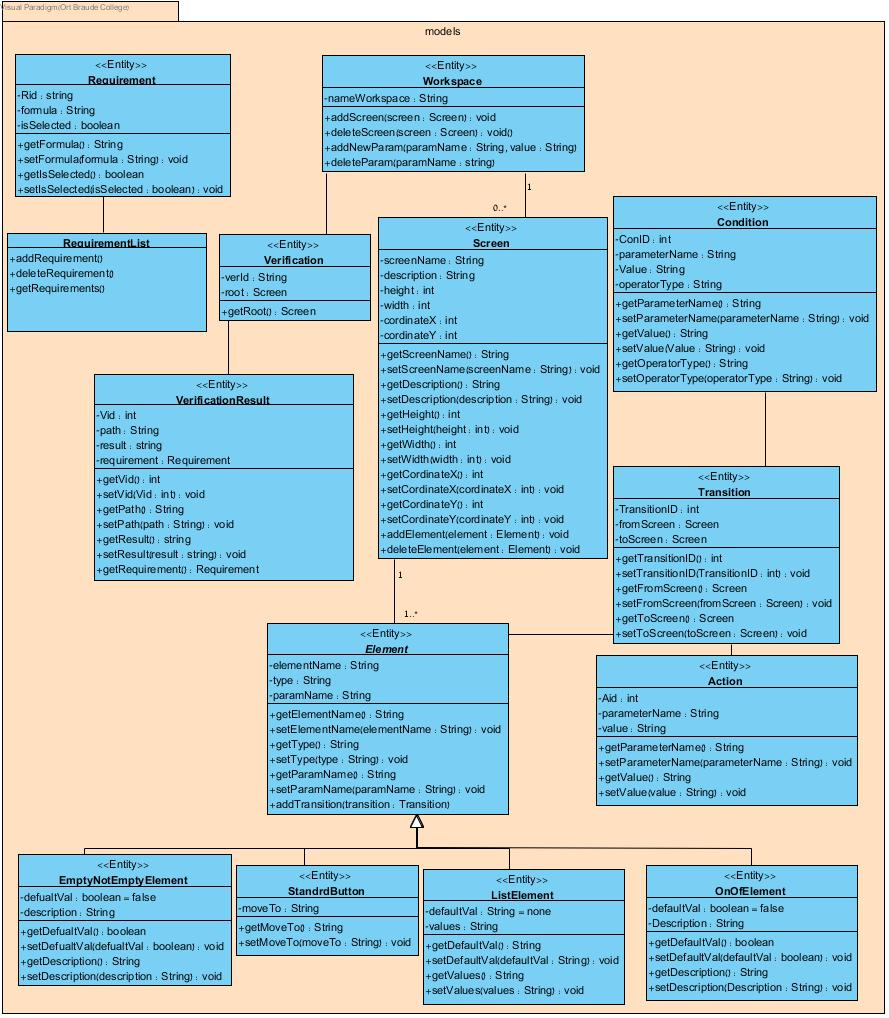 Visual Paradigm(Ort Braude College)
models
<<Entity>>
Requirement
-Rid : string
-formula : String
-isSelected : boolean
+getFormula() : String
+setFormula(formula : String) : void
+getIsSelected() : boolean
+setIsSelected(isSelected : boolean) : void
<<Entity>>
Workspace
-nameWorkspace : String
+addScreen(screen : Screen) : void
+deleteScreen(screen : Screen) : void()
+addNewParam(paramName : String, value : String)
+deleteParam(paramName : string)
1
0..*
RequirementList
+addRequirement()
+deleteRequirement()
+getRequirements()
<<Entity>>
Verification
-verId : String
-root : Screen
+getRoot() : Screen
<<Entity>>
Screen
-screenName : String
-description : String
-height : int
-width : int
-cordinateX : int
-cordinateY : int
+getScreenName() : String
+setScreenName(screenName : String) : void
+getDescription() : String
+setDescription(description : String) : void
+getHeight() : int
+setHeight(height : int) : void
+getWidth() : int
+setWidth(width : int) : void
+getCordinateX() : int
+setCordinateX(cordinateX : int) : void
+getCordinateY() : int
+setCordinateY(cordinateY : int) : void
+addElement(element : Element) : void
+deleteElement(element : Element) : void
<<Entity>>
Condition
-ConID : int
-parameterName : String
-Value : String
-operatorType : String
+getParameterName() : String
+setParameterName(parameterName : String) : void
+getValue() : String
+setValue(Value : String) : void
+getOperatorType() : String
+setOperatorType(operatorType : String) : void
<<Entity>>
VerificationResult
-Vid : int
-path : String
-result : string
-requirement : Requirement
+getVid() : int
+setVid(Vid : int) : void
+getPath() : String
+setPath(path : String) : void
+getResult() : string
+setResult(result : string) : void
+getRequirement() : Requirement
<<Entity>>
Transition
-TransitionID : int
-fromScreen : Screen
-toScreen : Screen
+getTransitionID() : int
+setTransitionID(TransitionID : int) : void
+getFromScreen() : Screen
+setFromScreen(fromScreen : Screen) : void
+getToScreen() : Screen
+setToScreen(toScreen : Screen) : void
1
1..*
<<Entity>>
Element
-elementName : String
-type : String
-paramName : String
+getElementName() : String
+setElementName(elementName : String) : void
+getType() : String
+setType(type : String) : void
+getParamName() : String
+setParamName(paramName : String) : void
+addTransition(transition : Transition)
<<Entity>>
Action
-Aid : int
-parameterName : String
-value : String
+getParameterName() : String
+setParameterName(parameterName : String) : void
+getValue() : String
+setValue(value : String) : void
<<Entity>>
EmptyNotEmptyElement
-defualtVal : boolean = false
-description : String
+getDefualtVal() : boolean
+setDefualtVal(defualtVal : boolean) : void
+getDescription() : String
+setDescription(description : String) : void
<<Entity>>
StandrdButton
-moveTo : String
+getMoveTo() : String
+setMoveTo(moveTo : String) : void
<<Entity>>
ListElement
-defaultVal : String = none
-values : String
+getDefaultVal() : String
+setDefaultVal(defaultVal : String) : void
+getValues() : String
+setValues(values : String) : void
<<Entity>>
OnOfElement
-defaultVal : boolean = false
-Description : String
+getDefaultVal() : boolean
+setDefaultVal(defaultVal : boolean) : void
+getDescription() : String
+setDescription(Description : String) : void